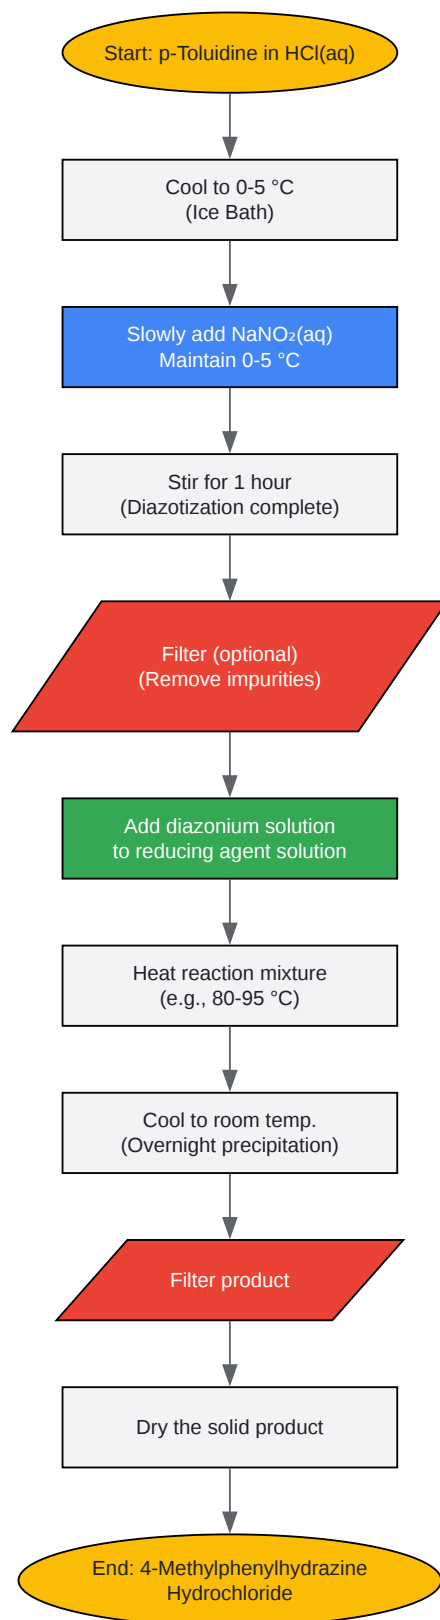 Start: p-Toluidine in HCl(aq)
Cool to 0-5 °C
(Ice Bath)
Slowly add NaNO₂(aq)
Maintain 0-5 °C
Stir for 1 hour
(Diazotization complete)
Filter (optional)
(Remove impurities)
Add diazonium solution
to reducing agent solution
Heat reaction mixture
(e.g., 80-95 °C)
Cool to room temp.
(Overnight precipitation)
Filter product
Dry the solid product
End: 4-Methylphenylhydrazine
Hydrochloride